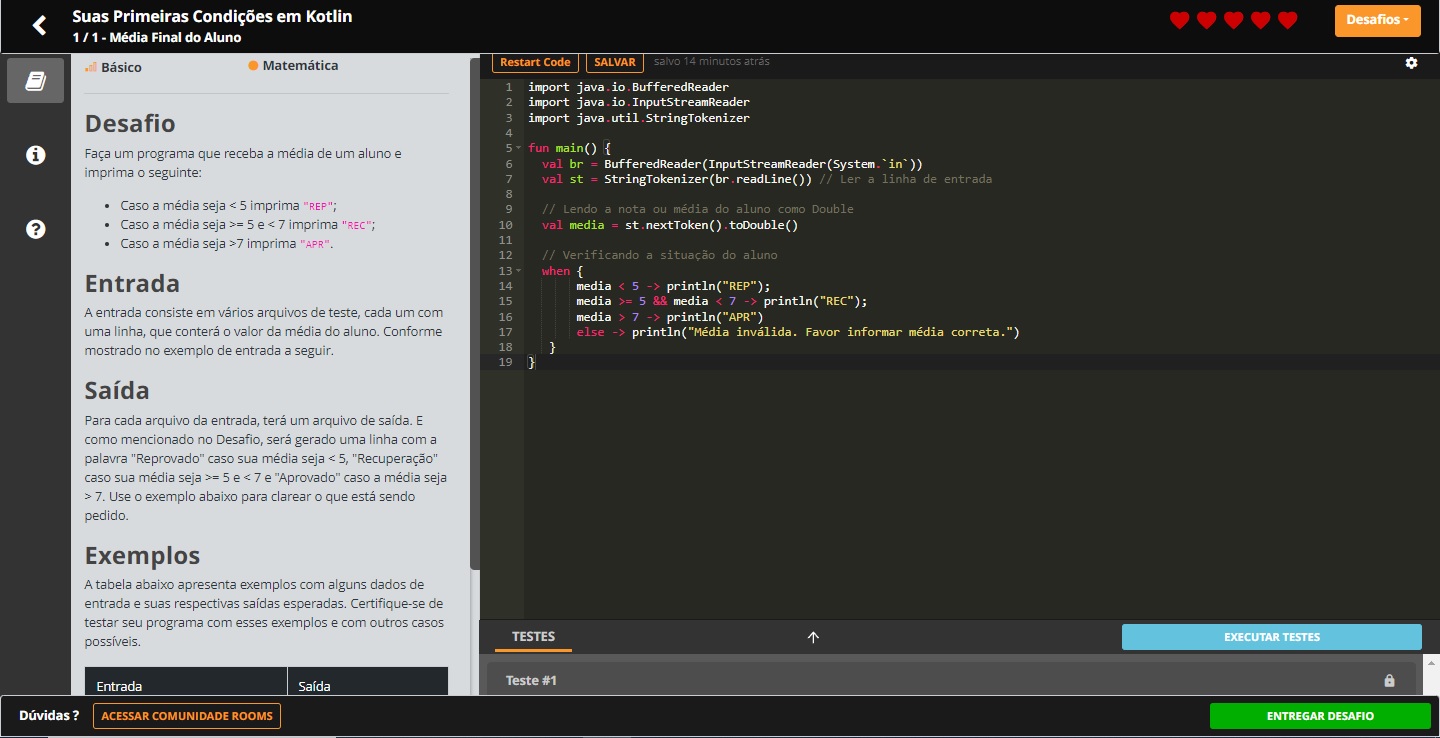 Suas Primeiras Condições em Kotlin
1 / 1 - Média Final do Aluno
Desafios
Básico
Matemática
Desafio
Faça um programa que receba a média de um aluno e
imprima o seguinte:
• Caso a média seja < 5 imprima "REP";
• Caso a média seja >= 5 e < 7 imprima "REC";
• Caso a média seja >7 imprima "APR".
Entrada
A entrada consiste em vários arquivos de teste, cada um com
uma linha, que conterá o valor da média do aluno. Conforme
mostrado no exemplo de entrada a seguir.
Saída
Para cada arquivo da entrada, terá um arquivo de saída. E
como mencionado no Desafio, será gerado uma linha com a
palavra "Reprovado" caso sua média seja < 5, "Recuperação"
caso sua média seja >= 5 e < 7 e "Aprovado" caso a média seja
> 7. Use o exemplo abaixo para clarear o que está sendo
pedido.
Exemplos
A tabela abaixo apresenta exemplos com alguns dados de
entrada e suas respectivas saídas esperadas. Certifique-se de
testar seu programa com esses exemplos e com outros casos
possíveis.
Entrada
Saída
Restart Code
SALVAR
salvo 14 minutos atrás
1 import java.io.BufferedReader
2 import java.io.InputStreamReader
3 import java.util.StringTokenizer
4
5 fun main() {
6 val br = BufferedReader(InputStreamReader(System.`in`))
7 val st = StringTokenizer(br.readLine()) // Ler a linha de entrada
8
9 // Lendo a nota ou média do aluno como Double
10 val media = st.nextToken().toDouble()
11
12 // Verificando a situação do aluno
13 when {
14 media < 5 -> println("REP");
15 media >= 5 && media < 7 -> println("REC");
16 media > 7 -> println("APR")
17 else -> println("Média inválida. Favor informar média correta.")
18 }
19 }
TESTES
EXECUTAR TESTES
Teste #1
Dúvidas ?
ACESSAR COMUNIDADE ROOMS
ENTREGAR DESAFIO